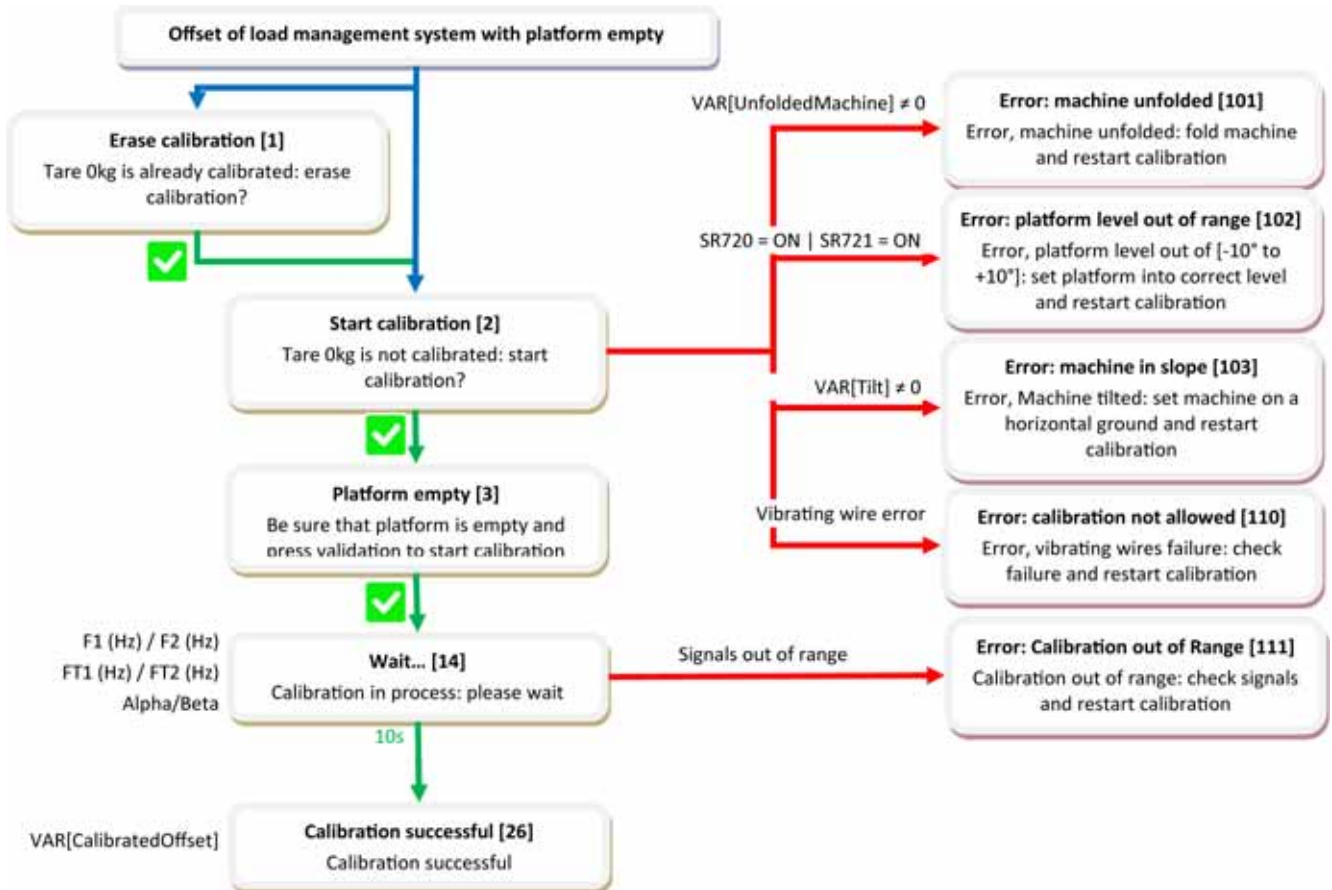 Offset of load management system with platform empty
Erase calibration [1]
Tare 0kg is already calibrated: erase
calibration?
Start calibration [2]
Tare 0kg is not calibrated: start
calibration?
Platform empty [3]
Be sure that platform is empty and
press validation to start calibration
F1 (Hz) / F2 (Hz)
FT1 (Hz) / FT2 (Hz)
Alpha/Beta
Wait... [14]
Calibration in process: please wait
10s
VAR[CalibratedOffset]
Calibration successful [26]
Calibration successful
VAR[UnfoldedMachine] ≠ 0
Error: machine unfolded [101]
Error, machine unfolded: fold machine
and restart calibration
SR720 = ON | SR721 = ON
Error: platform level out of range [102]
Error, platform level out of [-10° to
+10°]: set platform into correct level
and restart calibration
VAR[Tilt] ≠ 0
Error: machine in slope [103]
Error, Machine tilted: set machine on a
horizontal ground and restart
calibration
Vibrating wire error
Error: calibration not allowed [110]
Error, vibrating wires failure: check
failure and restart calibration
Signals out of range
Error: Calibration out of Range [111]
Calibration out of range: check signals
and restart calibration